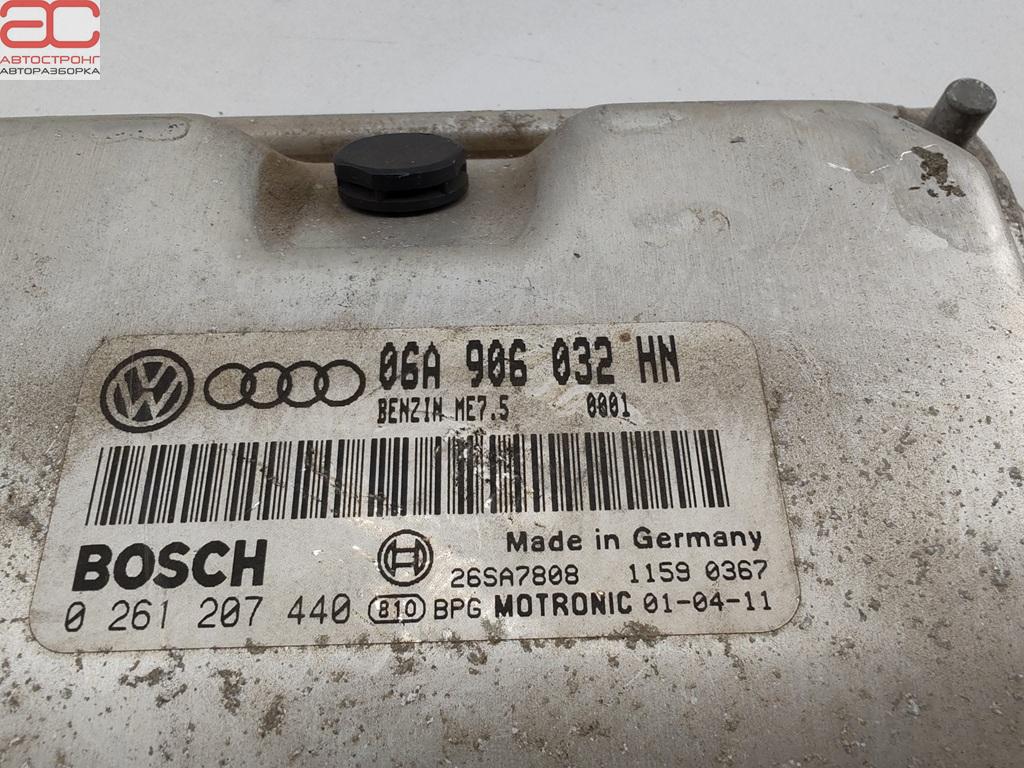 АВТОСТРОНГ
АВТОРАЗБОРКА
06A 906 032 HN
BENZIN ME7.5 0001
BOSCH
Made in Germany
26SA7808 1159 0367
0 261 207 440 810 BPG MOTRONIC 01-04-11